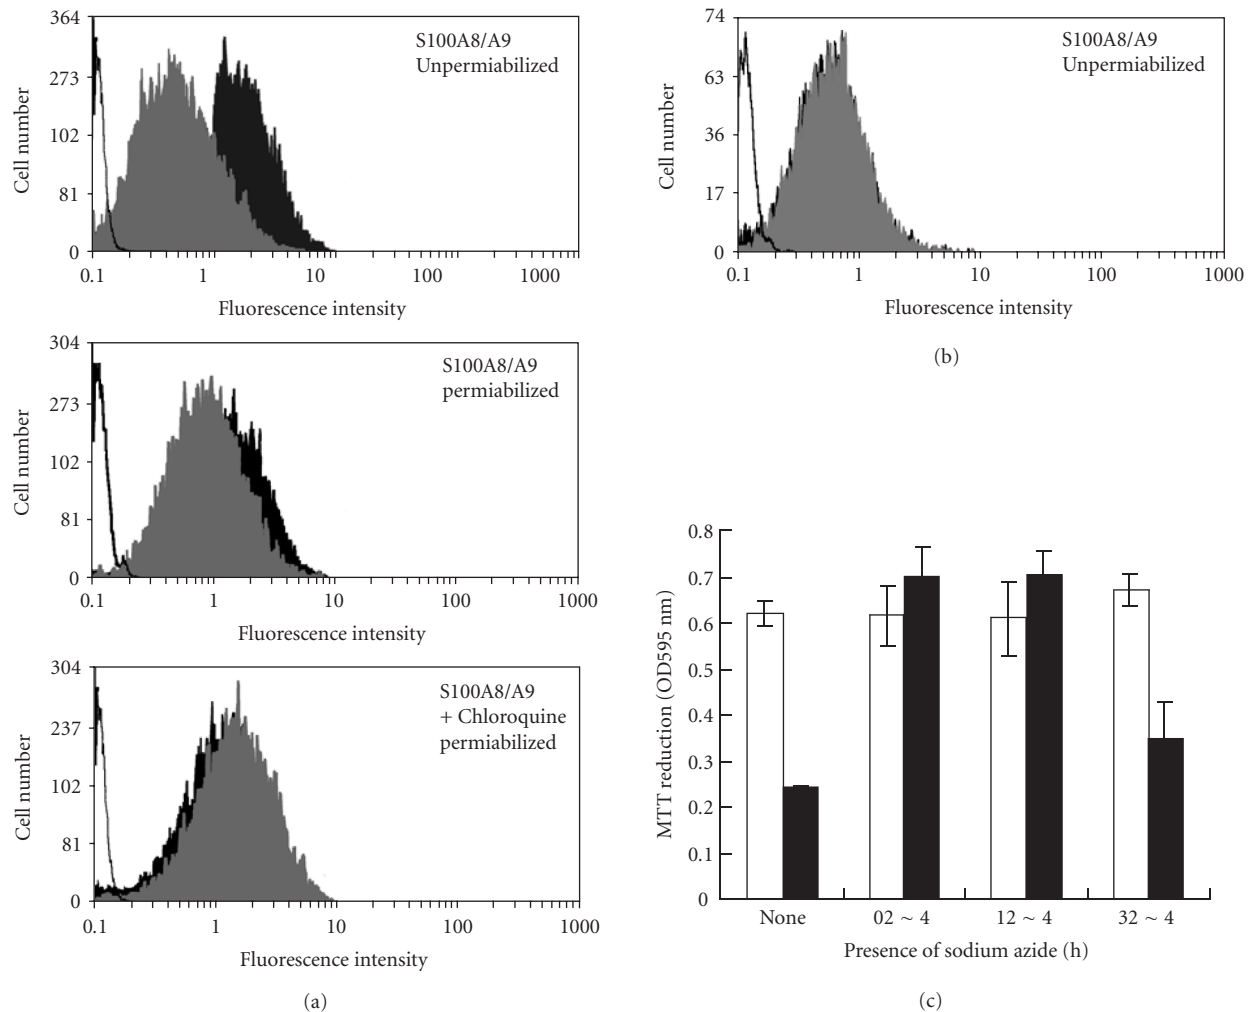 364
273
102
81
0
Cell number
S100A8/A9
Unpermiabilized
0.1 1 10 100 1000
Fluorescence intensity
304
273
102
81
0
Cell number
S100A8/A9
permiabilized
0.1 1 10 100 1000
Fluorescence intensity
304
237
102
81
0
Cell number
S100A8/A9
+ Chloroquine
permiabilized
0.1 1 10 100 1000
Fluorescence intensity
(a)
74
63
36
17
0
Cell number
S100A8/A9
Unpermiabilized
0.1 1 10 100 1000
Fluorescence intensity
(b)
0.8
0.7
0.6
0.5
0.4
0.3
0.2
0.1
0
MTT reduction (OD595 nm)
None 02 ~ 4 12 ~ 4 32 ~ 4
Presence of sodium azide (h)
(c)